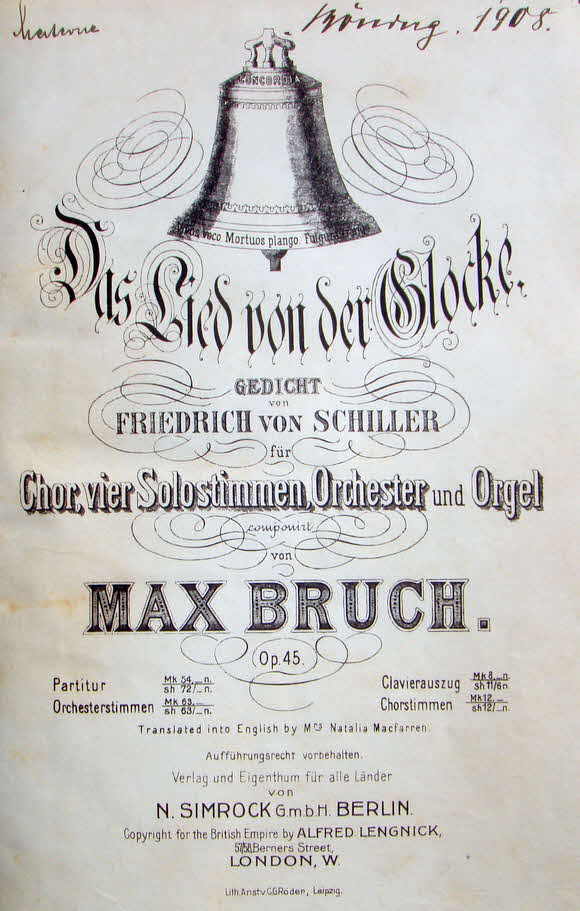 1908.
CONCORDIA
Vivos voco Mortuos plango. Fulgura
Das Lied von der Glocke.
GEDICHT
von
FRIEDRICH VON SCHILLER
für
Chor, vier Solostimmen, Orchester und Orgel
componirt
von
MAX BRUCH.
Op. 45.
Partitur Mk 54,_n. sh 72/_n.
Clavierauszug Mk 8,_n. sh 11/6 n.
Orchesterstimmen Mk 63,_ sh 63/_n.
Chorstimmen Mk 12,_ sh 12/_n.
Translated into English by Mrs Natalia Macfarren.
Aufführungsrecht vorbehalten.
Verlag und Eigenthum für alle Länder
von
N. SIMROCK G.m.b.H. BERLIN.
Copyright for the British Empire by ALFRED LENGNICK,
57/58, Berners Street,
LONDON, W.
Lith. Anst. v. C.G. Röder, Leipzig.